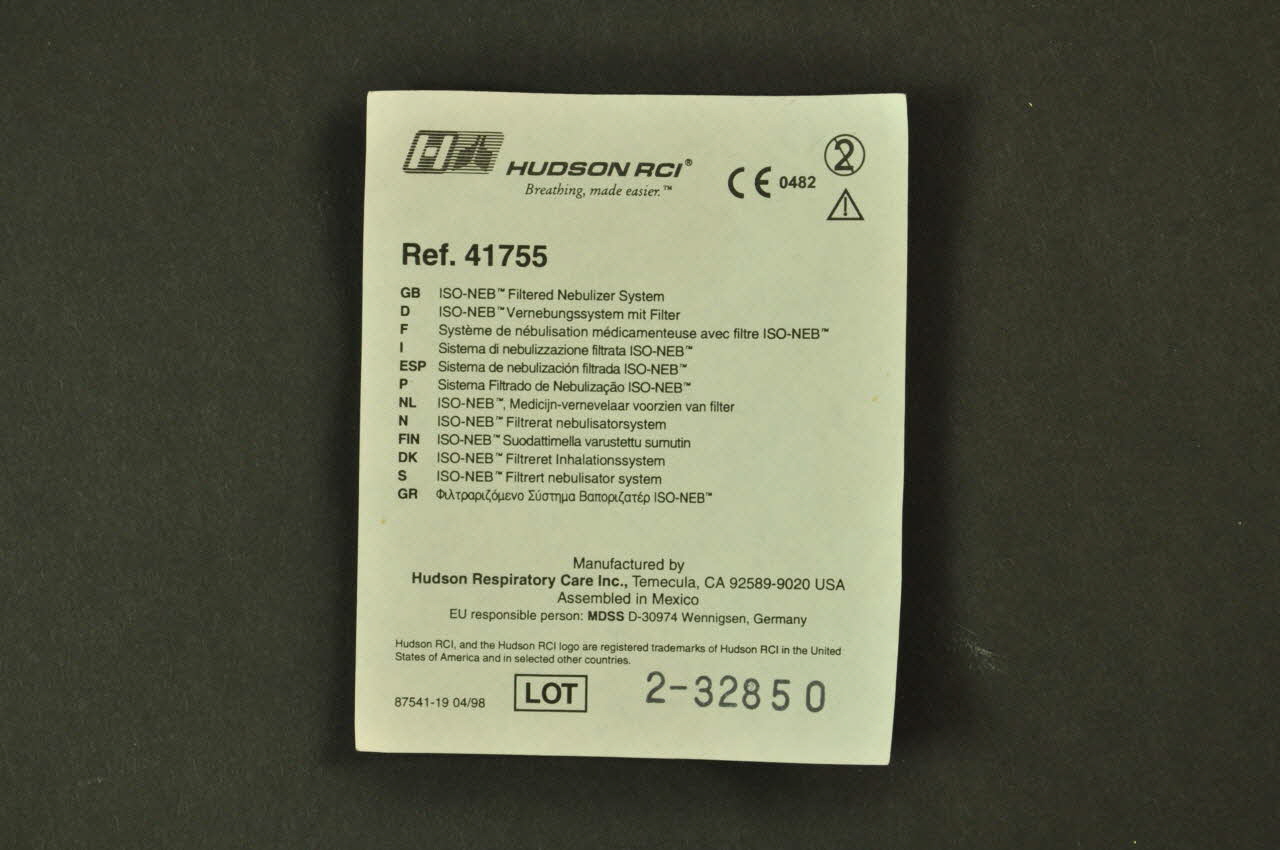 HUDSON RCI®
Breathing, made easier.™
CE 0482
2
Ref. 41755
GB ISO-NEB™ Filtered Nebulizer System
D ISO-NEB™ Vernebungssystem mit Filter
F Système de nébulisation médicamenteuse avec filtre ISO-NEB™
I Sistema di nebulizzazione filtrata ISO-NEB™
ESP Sistema de nebulización filtrada ISO-NEB™
P Sistema Filtrado de Nebulização ISO-NEB™
NL ISO-NEB™, Medicijn-vernevelaar voorzien van filter
N ISO-NEB™ Filtrerat nebulisatorsystem
FIN ISO-NEB™ Suodattimella varustettu sumutin
DK ISO-NEB™ Filtreret Inhalationssystem
S ISO-NEB™ Filtrert nebulisator system
GR Φιλτραριζόμενο Σύστημα Βαποριζατέρ ISO-NEB™
Manufactured by
Hudson Respiratory Care Inc., Temecula, CA 92589-9020 USA
Assembled in Mexico
EU responsible person: MDSS D-30974 Wennigsen, Germany
Hudson RCI, and the Hudson RCI logo are registered trademarks of Hudson RCI in the United
States of America and in selected other countries.
87541-19 04/98 LOT 2-32850